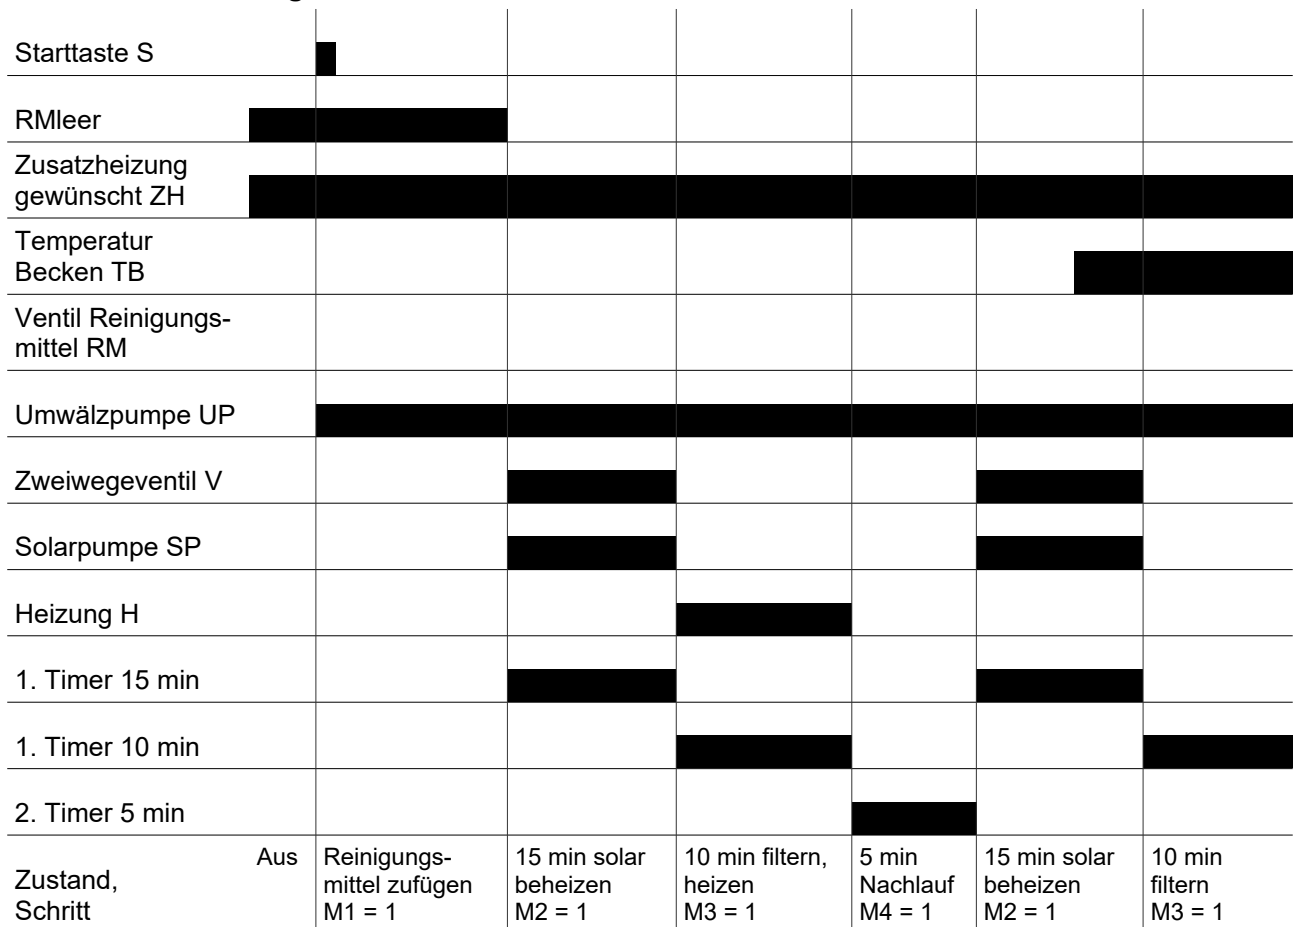 Starttaste S
RMleer
Zusatzheizung
gewünscht ZH
Temperatur
Becken TB
Ventil Reinigungs-
mittel RM
Umwälzpumpe UP
Zweiwegeventil V
Solarpumpe SP
Heizung H
1. Timer 15 min
1. Timer 10 min
2. Timer 5 min
Zustand,
Schritt
Aus
Reinigungs-
mittel zufügen
M1 = 1
15 min solar
beheizen
M2 = 1
10 min filtern,
heizen
M3 = 1
5 min
Nachlauf
M4 = 1
15 min solar
beheizen
M2 = 1
10 min
filtern
M3 = 1